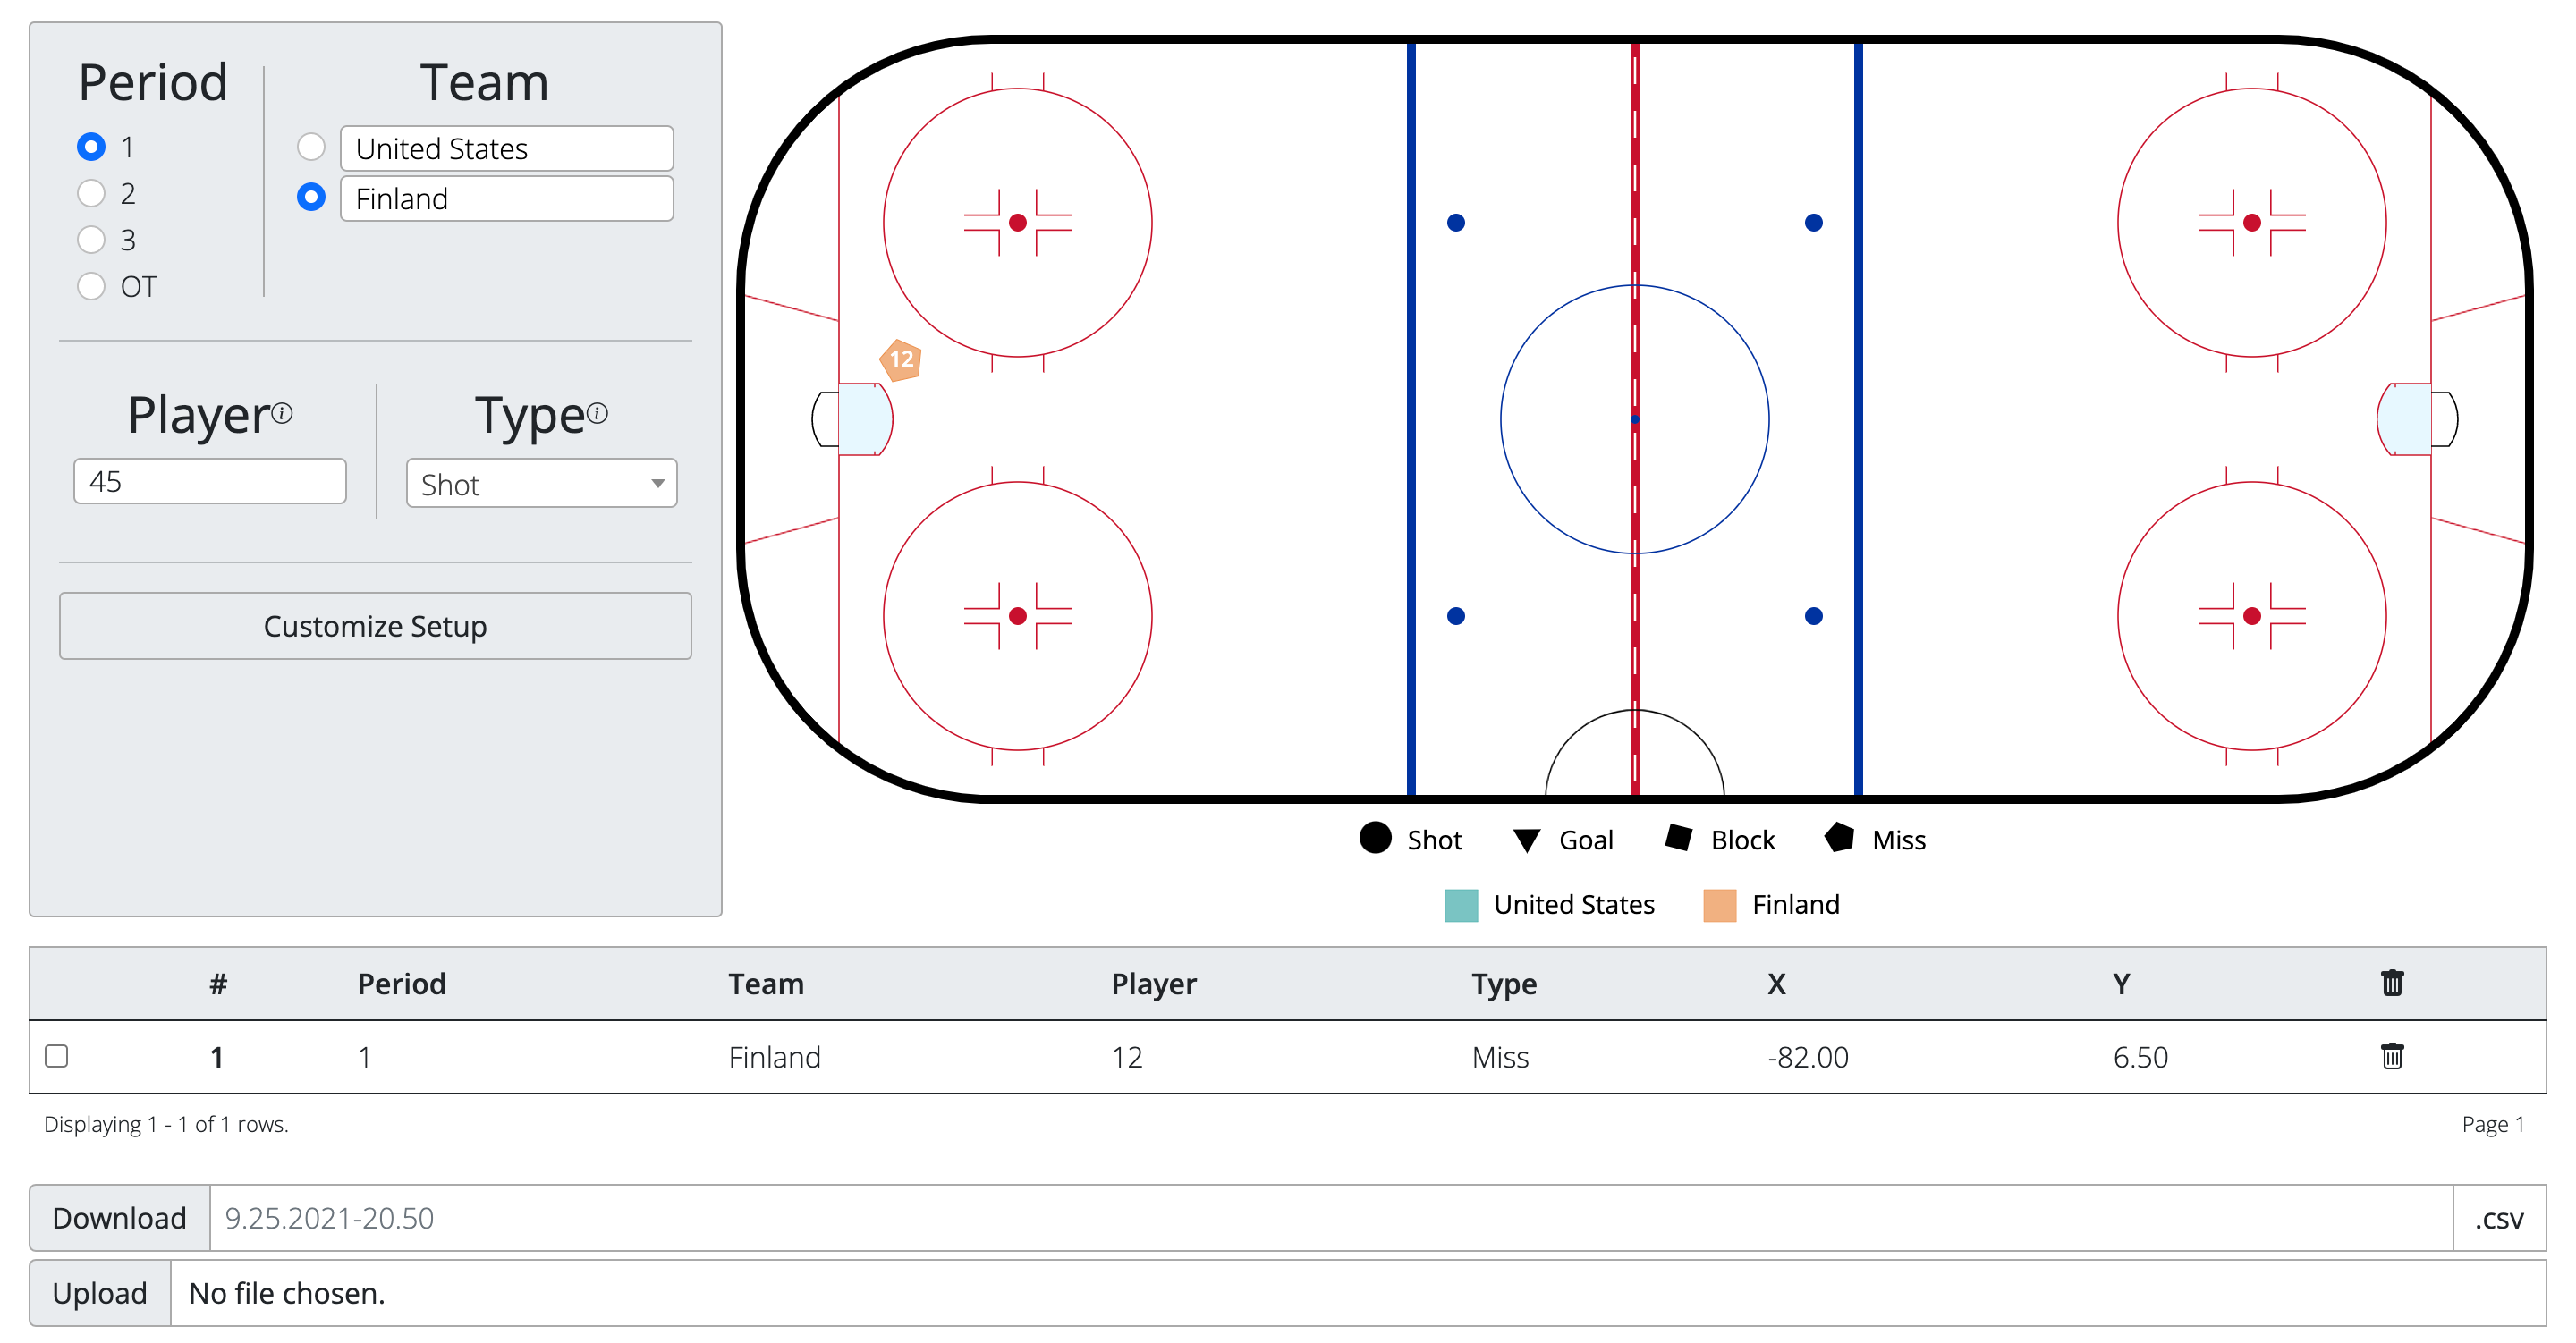 Period
1
2
3
OT
Team
United States
Finland
Player
45
Type
Shot
Customize Setup
12
Shot Goal Block Miss
United States Finland
# Period Team Player Type X Y
1 1 Finland 12 Miss -82.00 6.50
Displaying 1 - 1 of 1 rows. Page 1
Download 9.25.2021-20.50 .csv
Upload No file chosen.